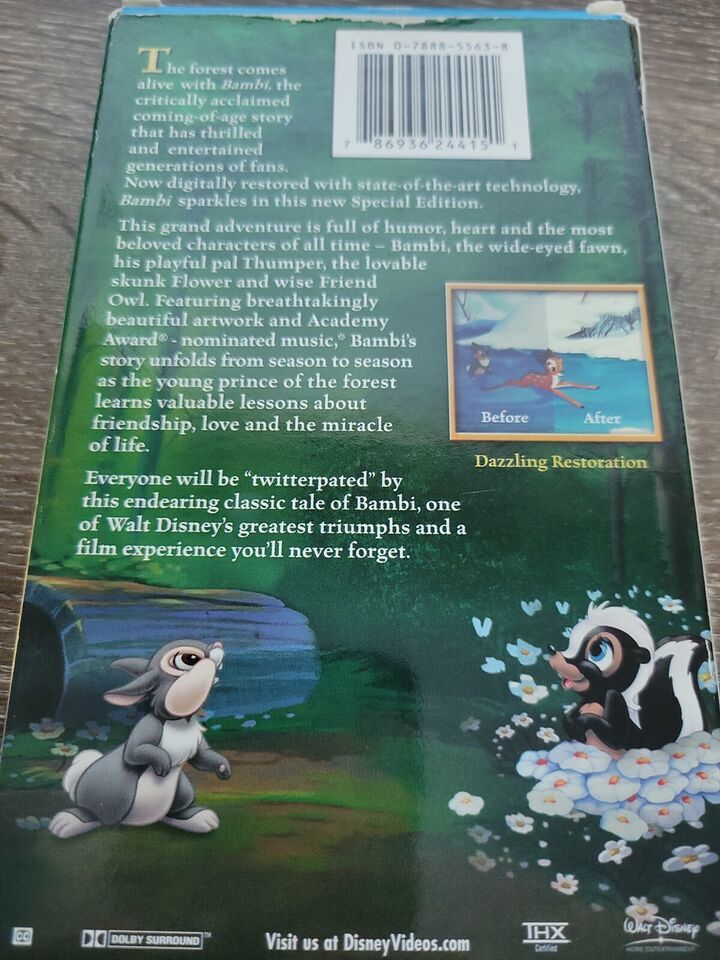 ISBN 0-7888-5563-8
7 86936 24415 1
The forest comes
alive with Bambi, the
critically acclaimed
coming-of-age story
that has thrilled
and entertained
generations of fans.
Now digitally restored with state-of-the-art technology,
Bambi sparkles in this new Special Edition.
This grand adventure is full of humor, heart and the most
beloved characters of all time – Bambi, the wide-eyed fawn,
his playful pal Thumper, the lovable
skunk Flower and wise Friend
Owl. Featuring breathtakingly
beautiful artwork and Academy
Award® - nominated music,* Bambi's
story unfolds from season to season
as the young prince of the forest
learns valuable lessons about
friendship, love and the miracle
of life.
Before After
Dazzling Restoration
Everyone will be "twitterpated" by
this endearing classic tale of Bambi, one
of Walt Disney's greatest triumphs and a
film experience you'll never forget.
CC
DOLBY SURROUND™
Visit us at DisneyVideos.com
THX
Certified
Walt Disney
HOME ENTERTAINMENT